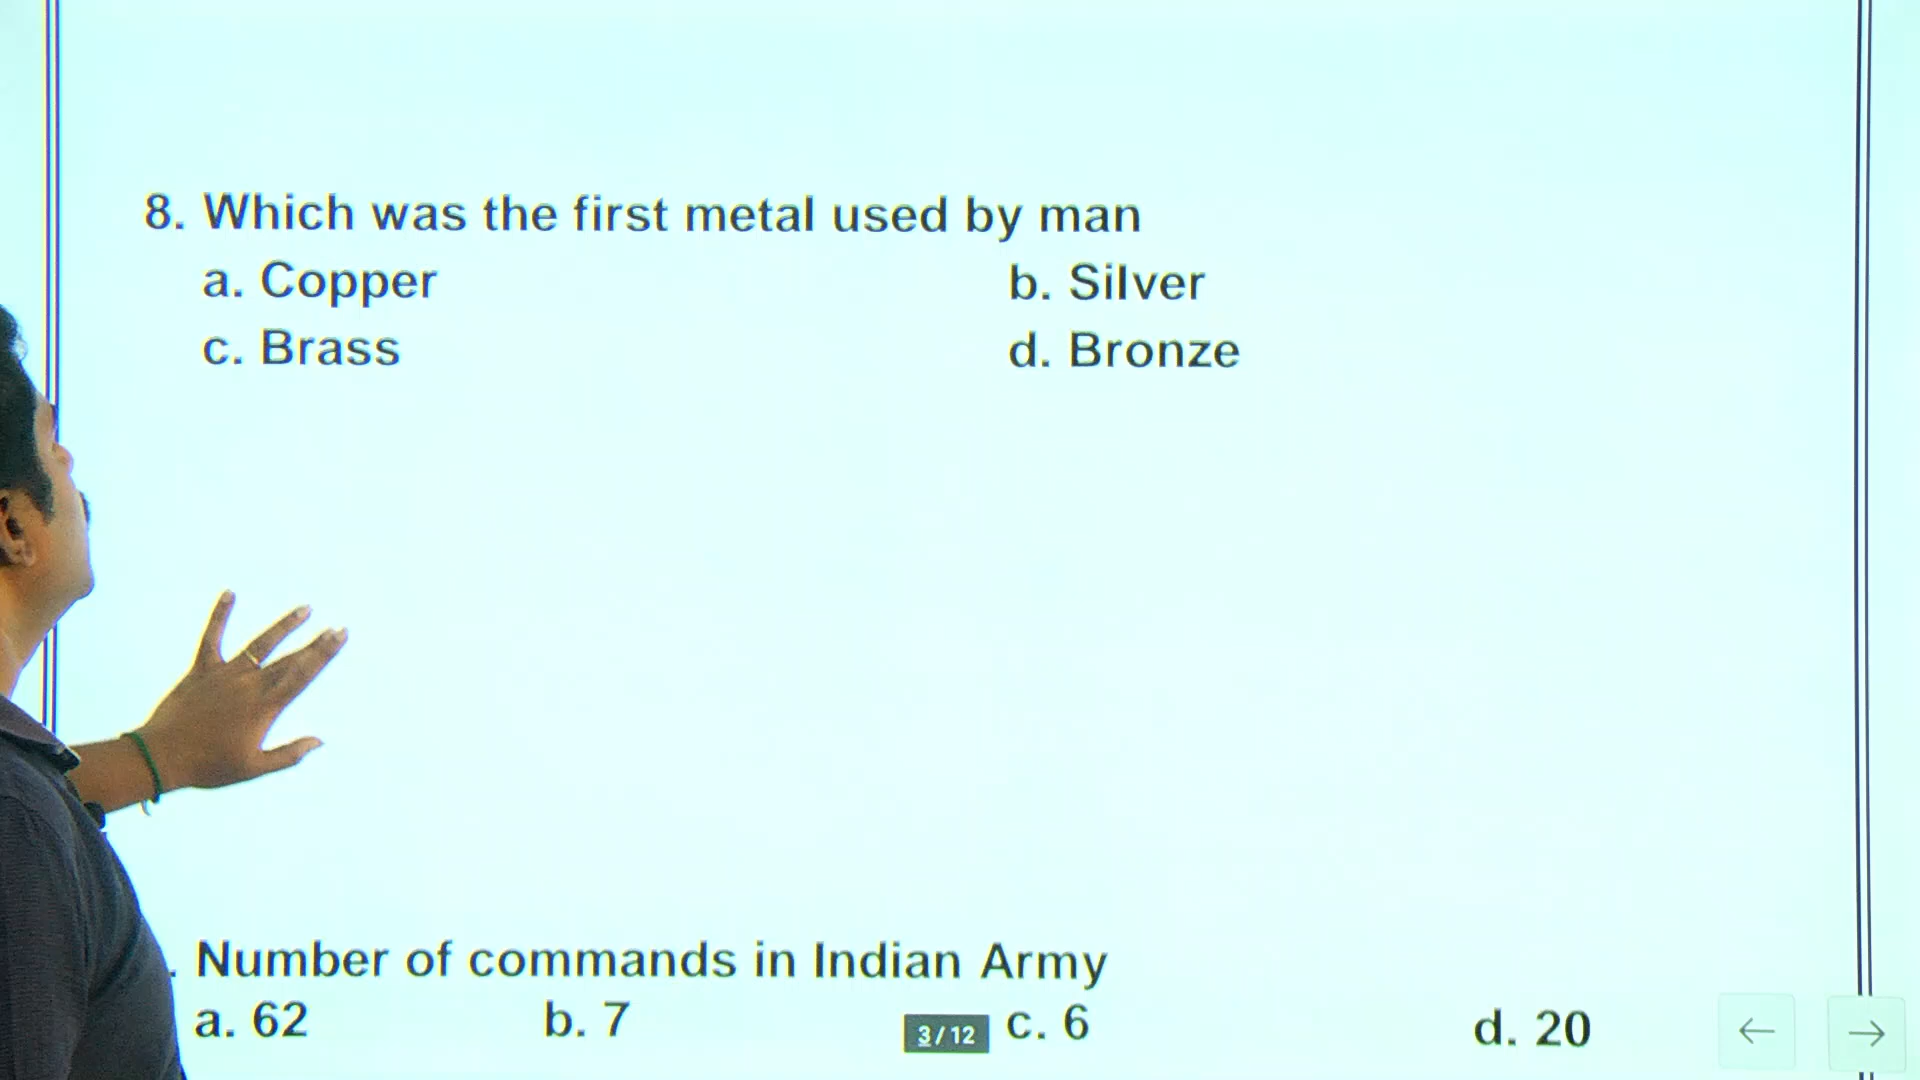 8. Which was the first metal used by man
a. Copper b. Silver
c. Brass d. Bronze
. Number of commands in Indian Army
a. 62 b. 7 c. 6 d. 20
3 / 12